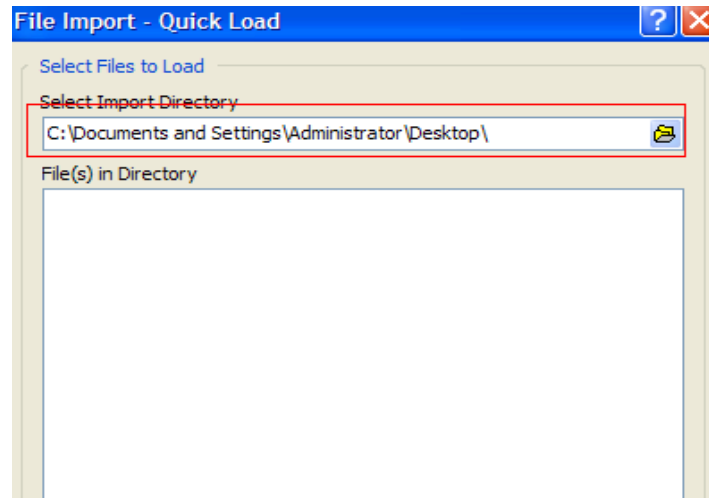 File Import - Quick Load
Select Files to Load
Select Import Directory
C:\Documents and Settings\Administrator\Desktop\
File(s) in Directory